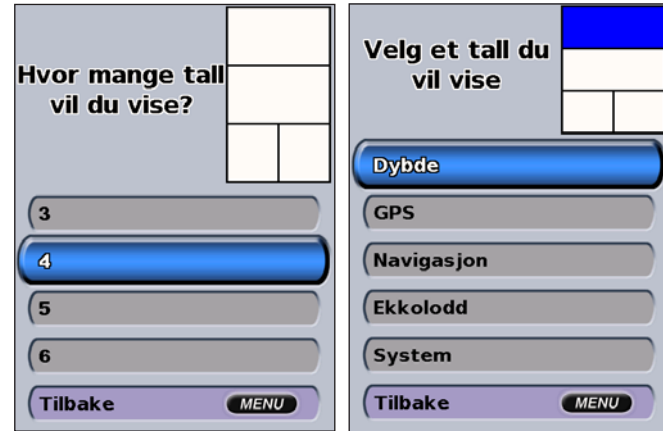 Hvor mange tall
vil du vise?
3
4
5
6
Tilbake MENU
Velg et tall du
vil vise
Dybde
GPS
Navigasjon
Ekkolodd
System
Tilbake MENU